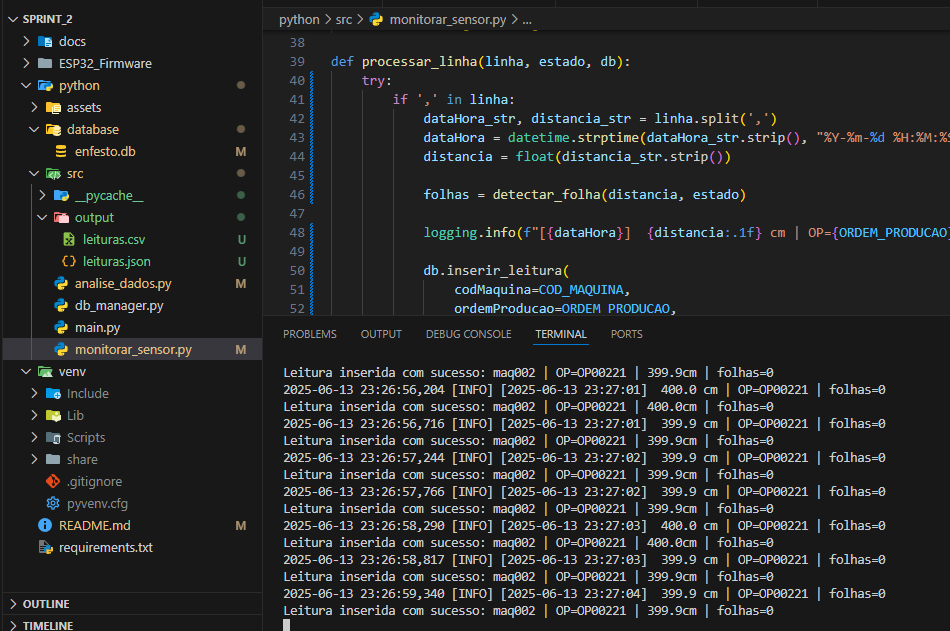 SPRINT_2
docs
ESP32_Firmware
python
assets
database
enfesto.db M
src
__pycache__
output
leituras.csv U
leituras.json U
analise_dados.py M
db_manager.py
main.py
monitorar_sensor.py M
venv
Include
Lib
Scripts
share
.gitignore
pyvenv.cfg
README.md M
requirements.txt
OUTLINE
TIMELINE
python > src > monitorar_sensor.py > ...
38
39 def processar_linha(linha, estado, db):
40 try:
41 if ',' in linha:
42 dataHora_str, distancia_str = linha.split(',')
43 dataHora = datetime.strptime(dataHora_str.strip(), "%Y-%m-%d %H:%M:%S
44 distancia = float(distancia_str.strip())
45
46 folhas = detectar_folha(distancia, estado)
47
48 logging.info(f"[{dataHora}] {distancia:.1f} cm | OP={ORDEM_PRODUCAO}
49
50 db.inserir_leitura(
51 codMaquina=COD_MAQUINA,
52 ordemProducao=ORDEM_PRODUCAO,
PROBLEMS OUTPUT DEBUG CONSOLE TERMINAL PORTS
Leitura inserida com sucesso: maq002 | OP=OP00221 | 399.9cm | folhas=0
2025-06-13 23:26:56,204 [INFO] [2025-06-13 23:27:01] 400.0 cm | OP=OP00221 | folhas=0
Leitura inserida com sucesso: maq002 | OP=OP00221 | 400.0cm | folhas=0
2025-06-13 23:26:56,716 [INFO] [2025-06-13 23:27:01] 399.9 cm | OP=OP00221 | folhas=0
Leitura inserida com sucesso: maq002 | OP=OP00221 | 399.9cm | folhas=0
2025-06-13 23:26:57,244 [INFO] [2025-06-13 23:27:02] 399.9 cm | OP=OP00221 | folhas=0
Leitura inserida com sucesso: maq002 | OP=OP00221 | 399.9cm | folhas=0
2025-06-13 23:26:57,766 [INFO] [2025-06-13 23:27:02] 399.9 cm | OP=OP00221 | folhas=0
Leitura inserida com sucesso: maq002 | OP=OP00221 | 399.9cm | folhas=0
2025-06-13 23:26:58,290 [INFO] [2025-06-13 23:27:03] 400.0 cm | OP=OP00221 | folhas=0
Leitura inserida com sucesso: maq002 | OP=OP00221 | 400.0cm | folhas=0
2025-06-13 23:26:58,817 [INFO] [2025-06-13 23:27:03] 399.9 cm | OP=OP00221 | folhas=0
Leitura inserida com sucesso: maq002 | OP=OP00221 | 399.9cm | folhas=0
2025-06-13 23:26:59,340 [INFO] [2025-06-13 23:27:04] 399.9 cm | OP=OP00221 | folhas=0
Leitura inserida com sucesso: maq002 | OP=OP00221 | 399.9cm | folhas=0